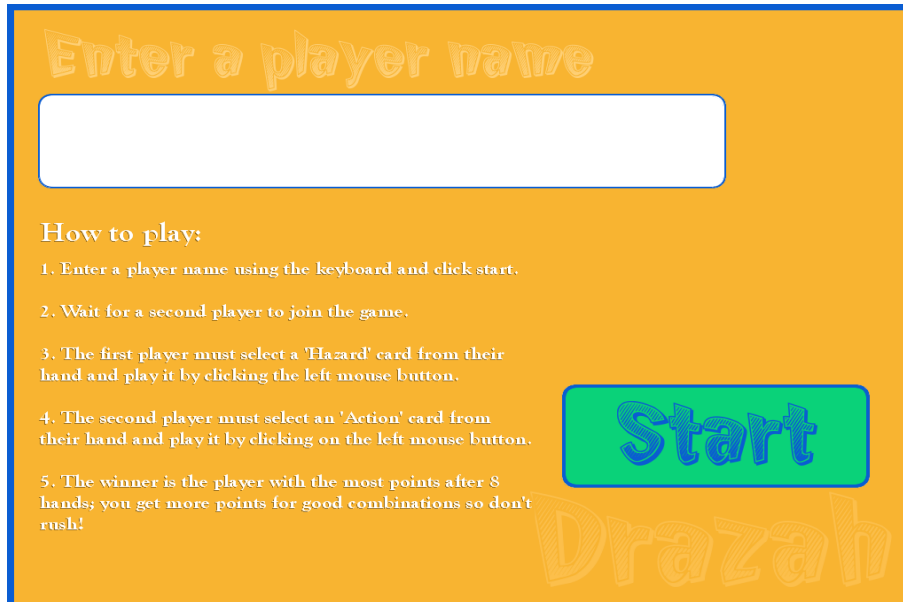 Enter a player name
How to play:
1. Enter a player name using the keyboard and click start.
2. Wait for a second player to join the game.
3. The first player must select a 'Hazard' card from their
hand and play it by clicking the left mouse button.
4. The second player must select an 'Action' card from
their hand and play it by clicking on the left mouse button.
5. The winner is the player with the most points after 8
hands; you get more points for good combinations so don't
rush!
Start
Drazah